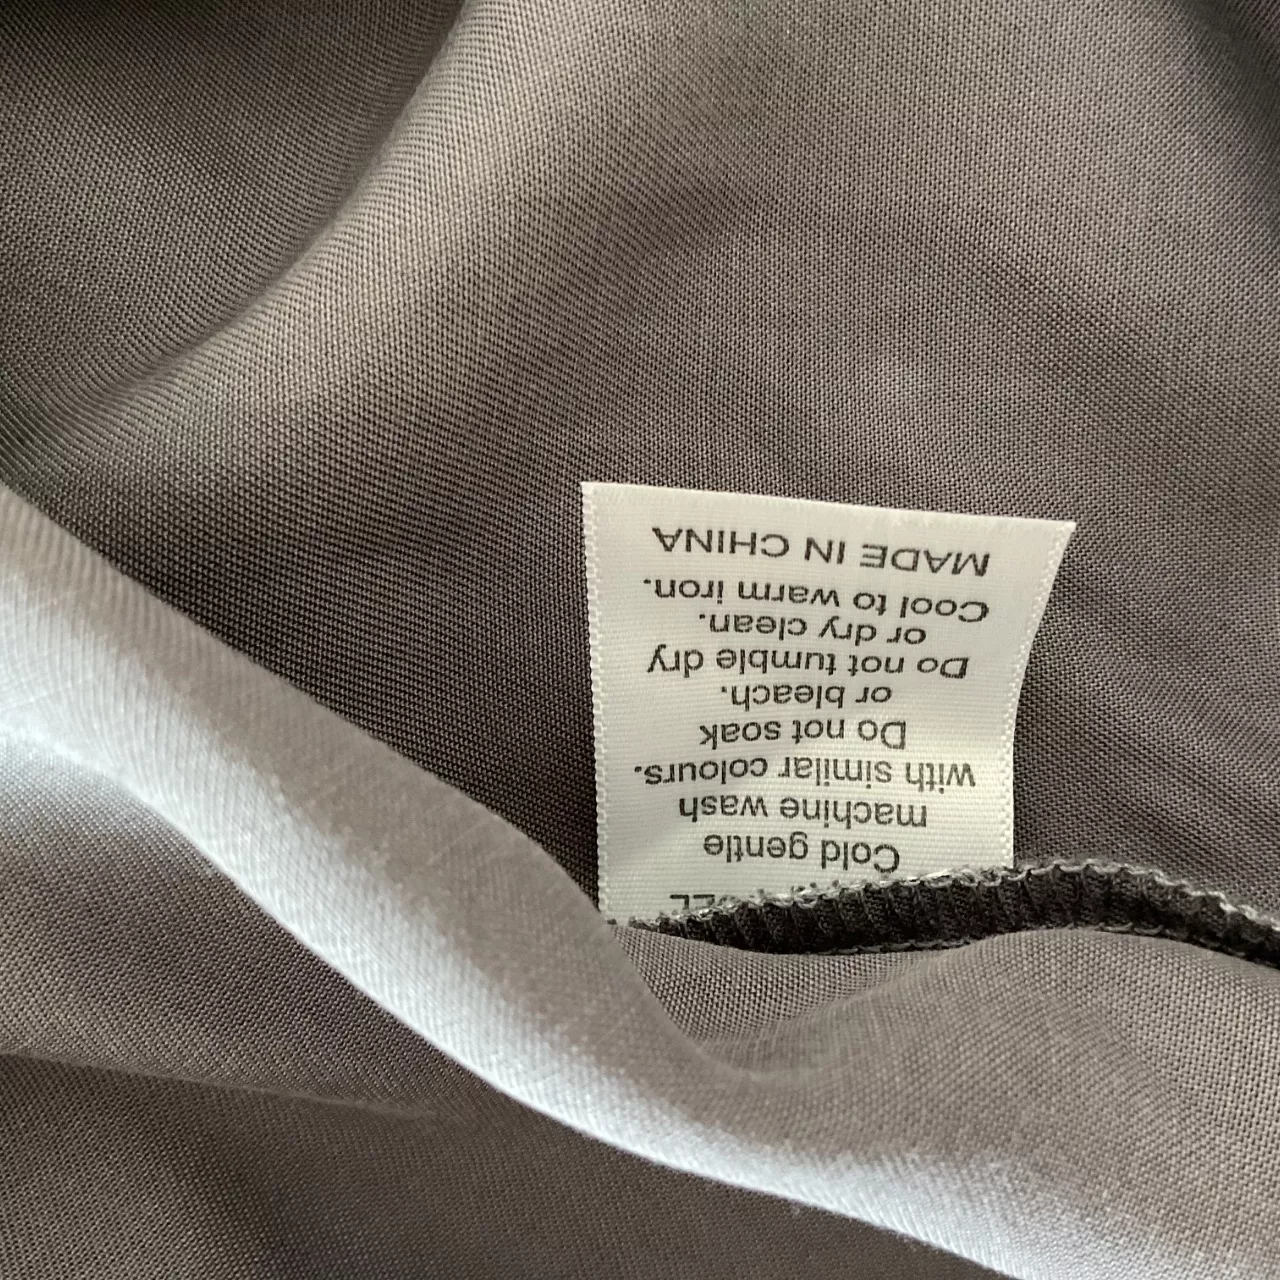 Cold gentle
machine wash
with similar colours.
Do not soak
or bleach.
Do not tumble dry
or dry clean.
Cool to warm iron.
MADE IN CHINA